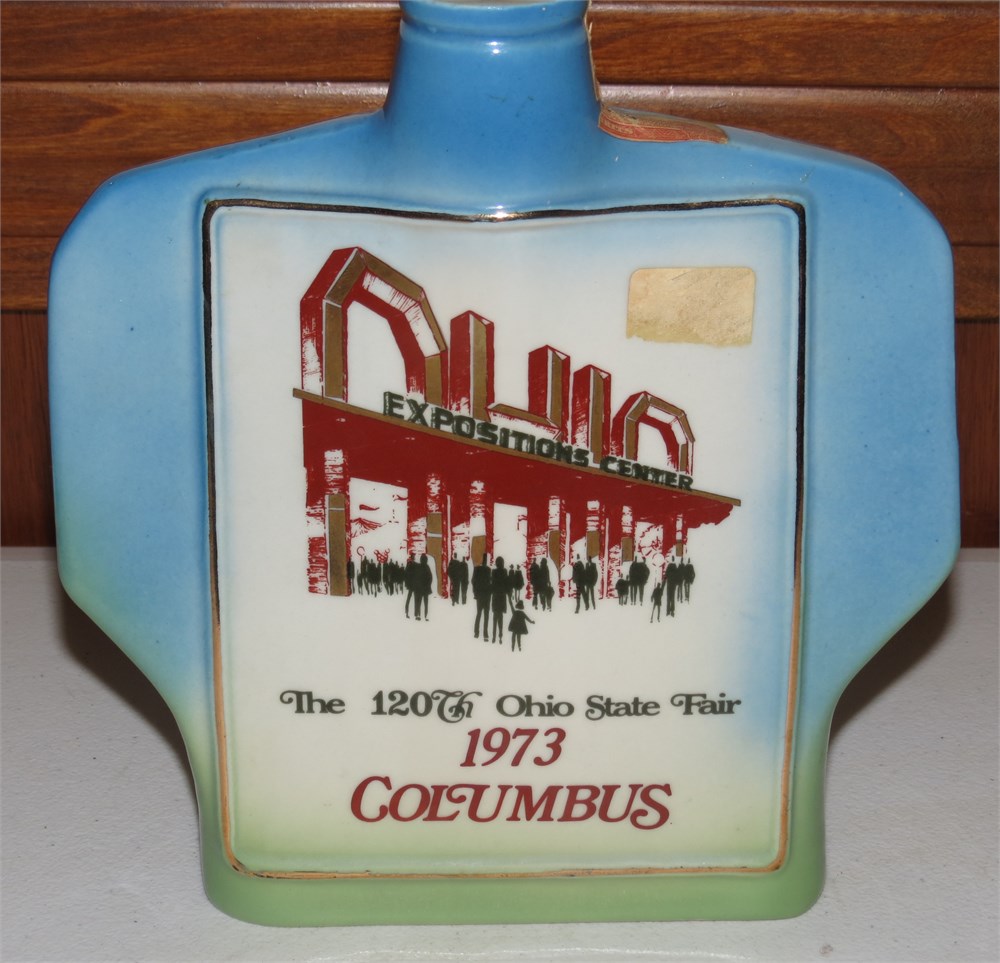 OHIO
EXPOSITIONS CENTER
The 120Th Ohio State Fair
1973
COLUMBUS